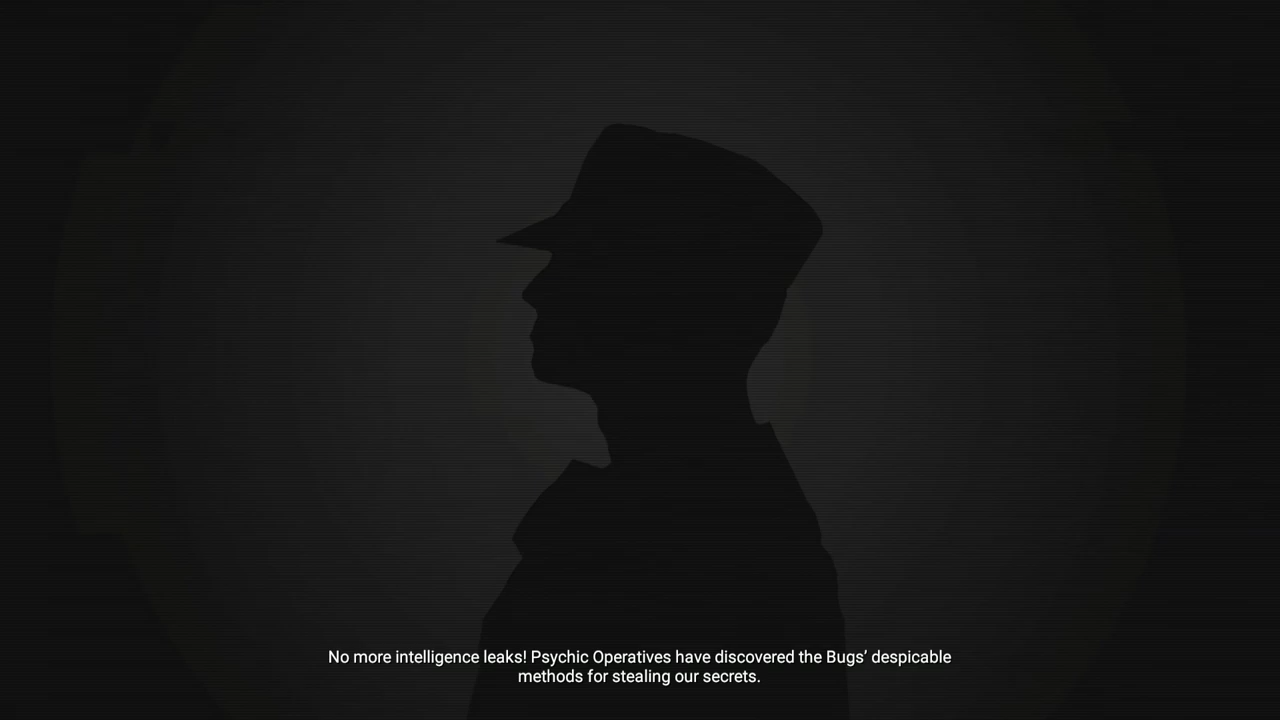 No more intelligence leaks! Psychic Operatives have discovered the Bugs’ despicable
methods for stealing our secrets.